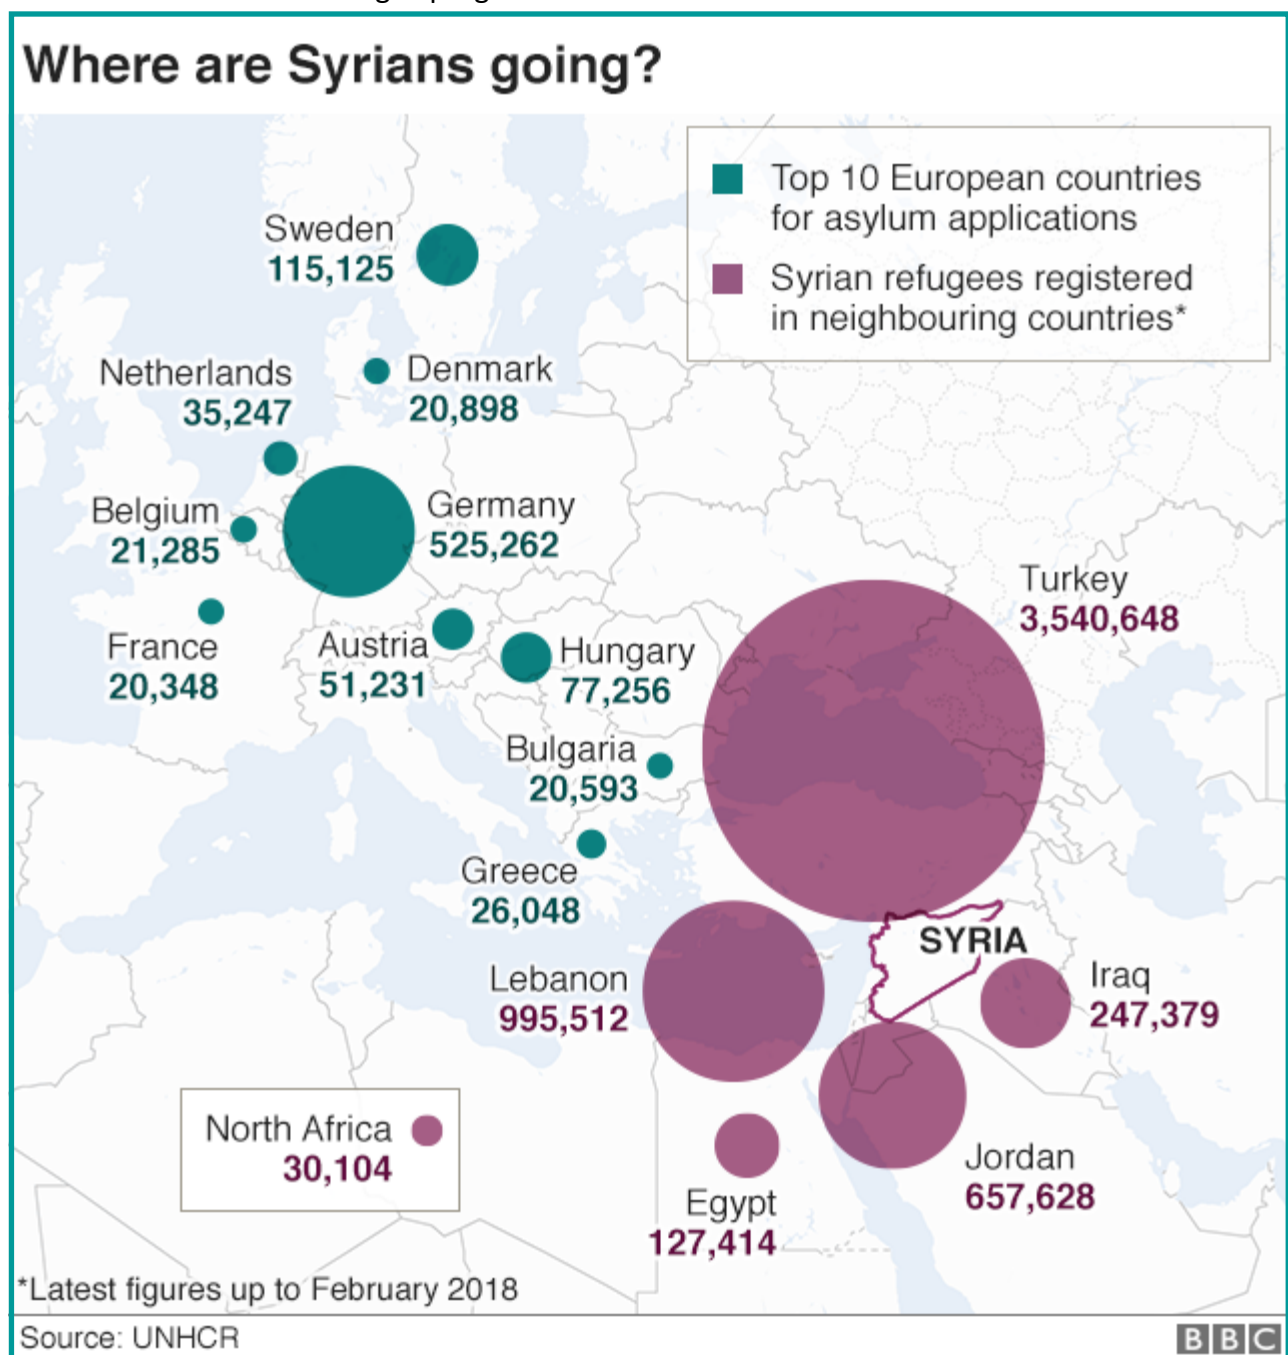 Where are Syrians going?
Top 10 European countries
for asylum applications
Syrian refugees registered
in neighbouring countries*
Sweden
115,125
Netherlands
35,247
Denmark
20,898
Belgium
21,285
Germany
525,262
France
20,348
Austria
51,231
Hungary
77,256
Turkey
3,540,648
Bulgaria
20,593
Greece
26,048
SYRIA
Lebanon
995,512
Iraq
247,379
North Africa
30,104
Jordan
657,628
Egypt
127,414
*Latest figures up to February 2018
Source: UNHCR
BBC